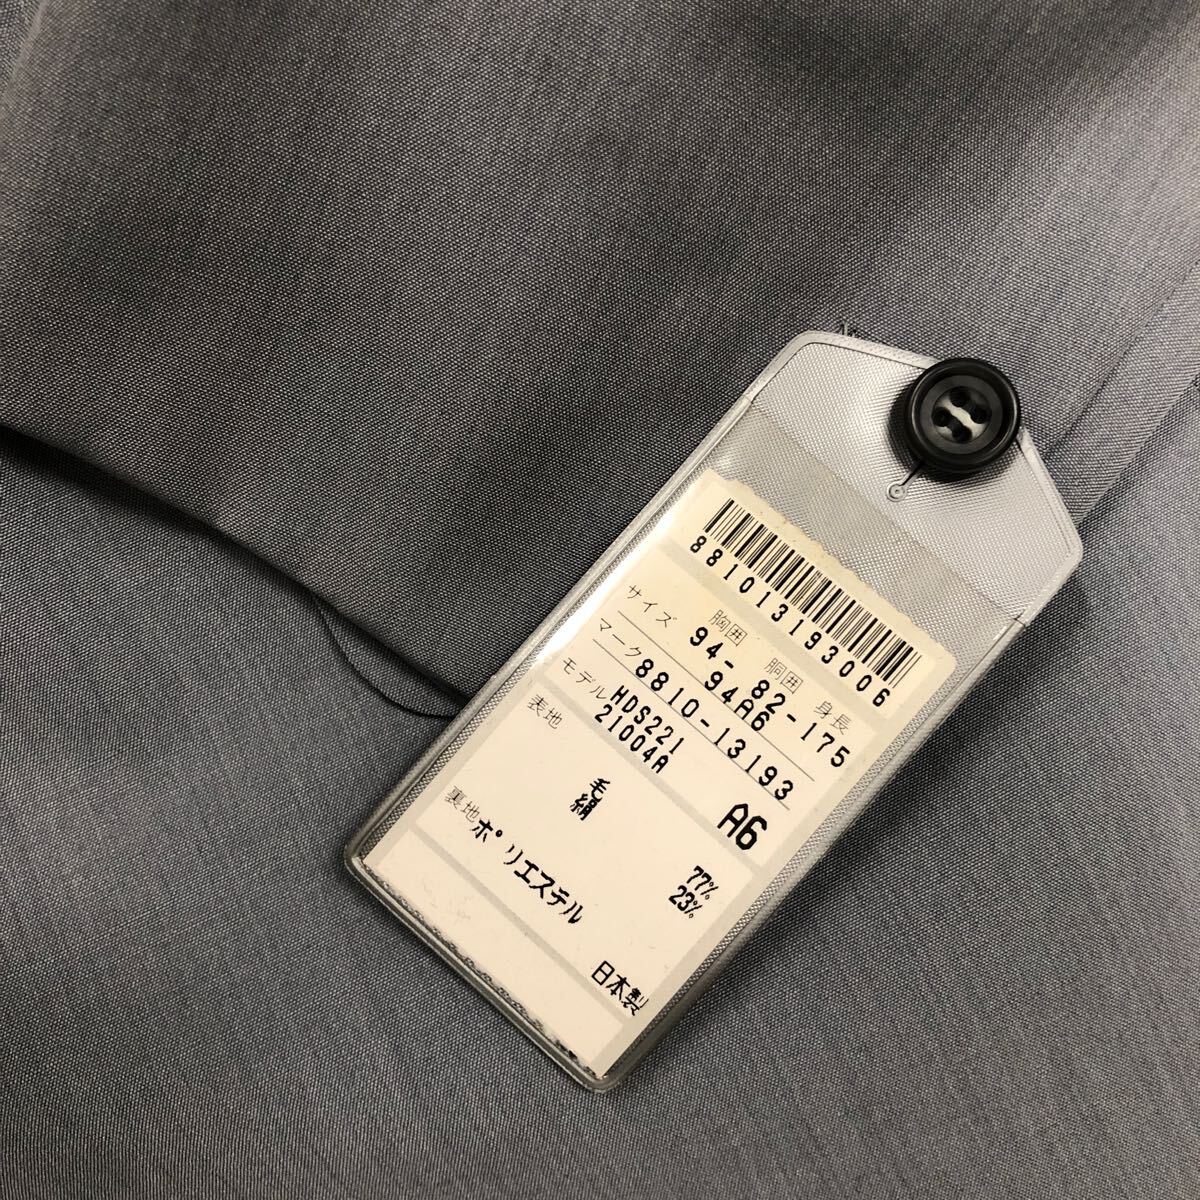 8810131930006
サイズ 胸囲 胴囲 身長
94-82-175
94A6
マーク 8810-13193
モデル HDS221
21004A
A6
表地
毛 77%
絹 23%
裏地 ポリエステル
日本製